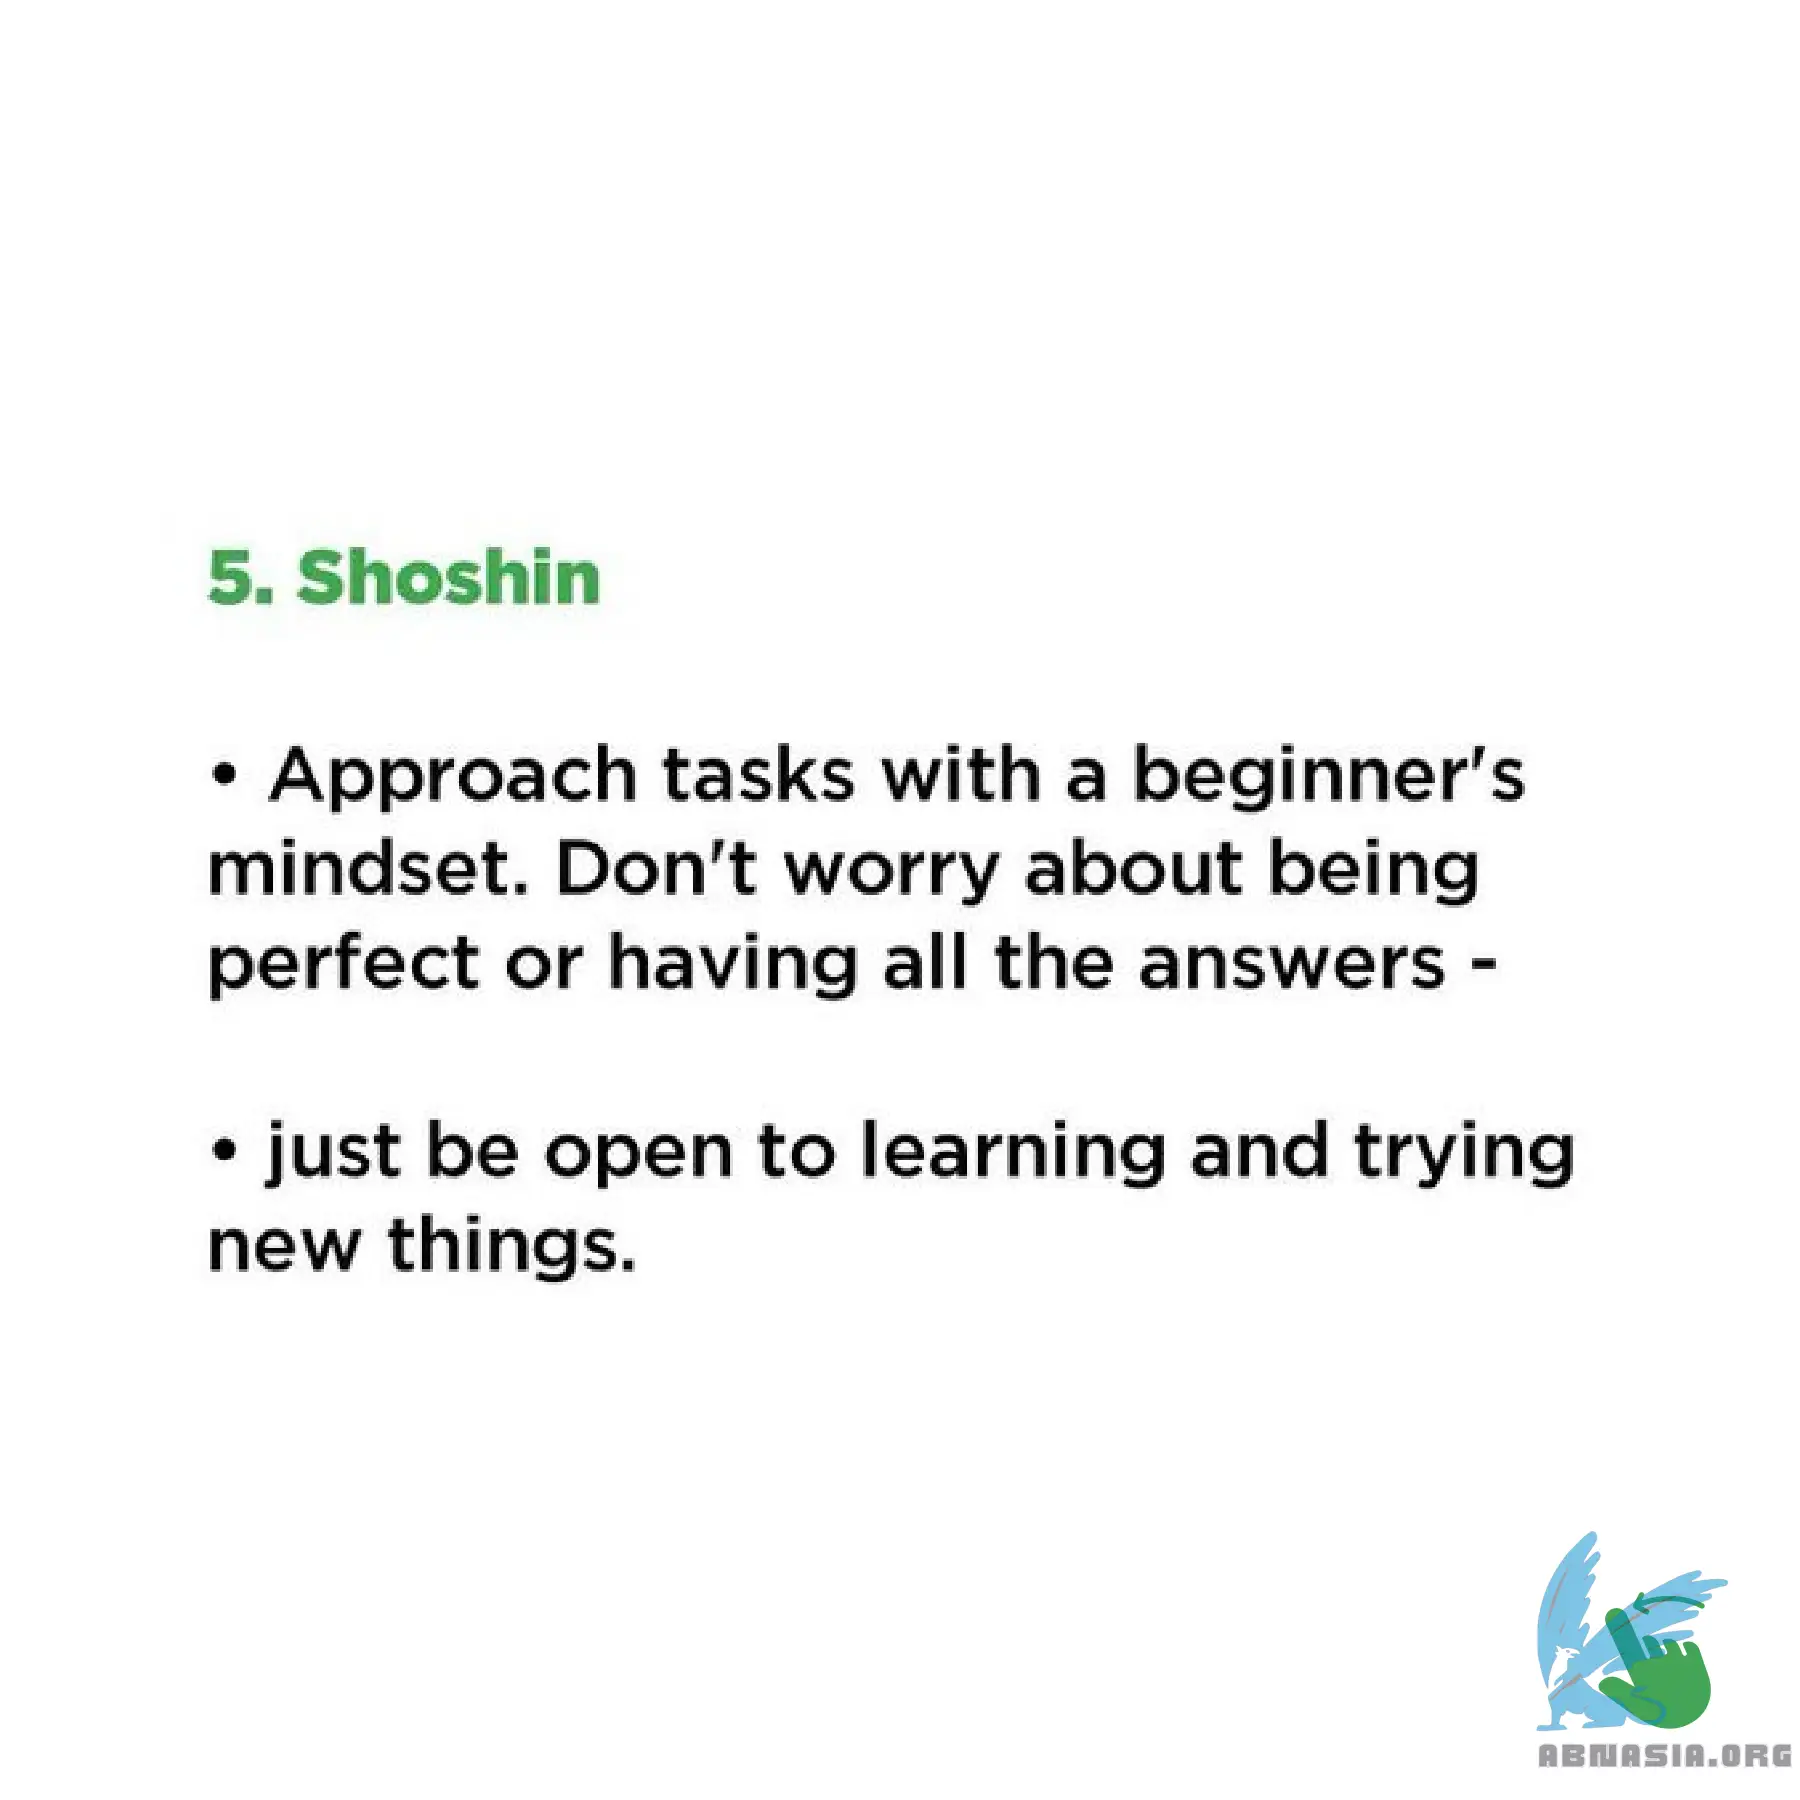 5. Shoshin
• Approach tasks with a beginner's
mindset. Don't worry about being
perfect or having all the answers -
• just be open to learning and trying
new things.
ABNASIA.ORG